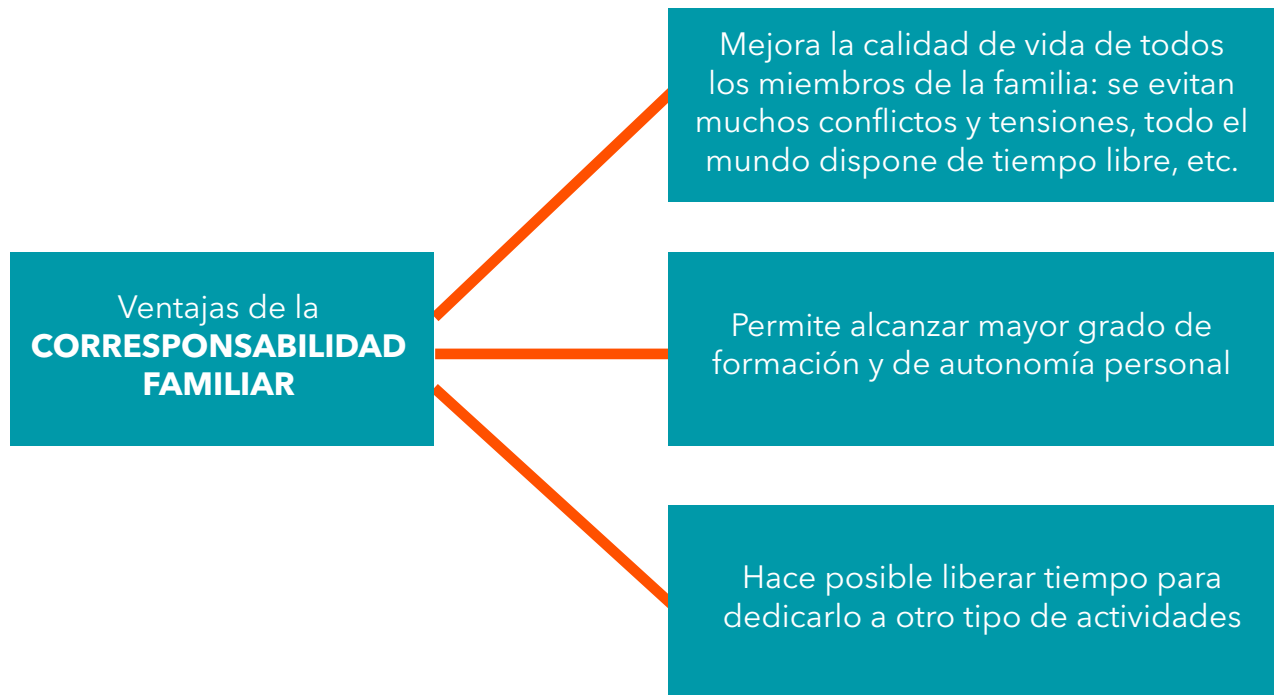 Mejora la calidad de vida de todos
los miembros de la familia: se evitan
muchos conflictos y tensiones, todo el
mundo dispone de tiempo libre, etc.
Ventajas de la
CORRESPONSABILIDAD
FAMILIAR
Permite alcanzar mayor grado de
formación y de autonomía personal
Hace posible liberar tiempo para
dedicarlo a otro tipo de actividades